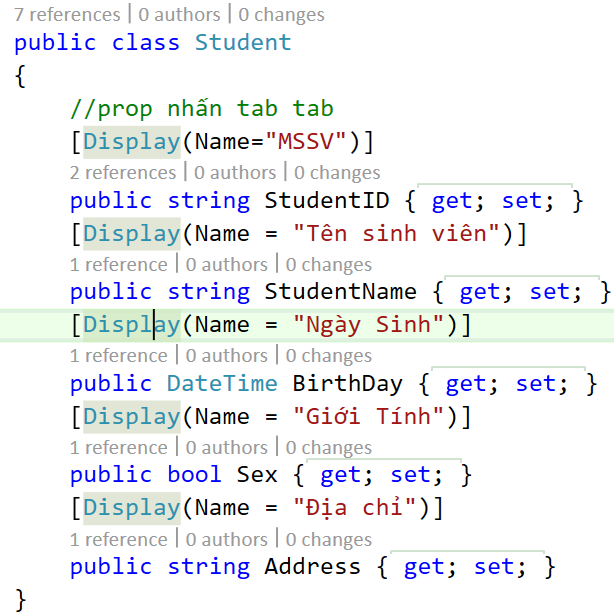 7 references | 0 authors | 0 changes
public class Student
{
//prop nhấn tab tab
[Display(Name="MSSV")]
2 references | 0 authors | 0 changes
public string StudentID { get; set; }
[Display(Name = "Tên sinh viên")]
1 reference | 0 authors | 0 changes
public string StudentName { get; set; }
[Display(Name = "Ngày Sinh")]
1 reference | 0 authors | 0 changes
public DateTime BirthDay { get; set; }
[Display(Name = "Giới Tính")]
1 reference | 0 authors | 0 changes
public bool Sex { get; set; }
[Display(Name = "Địa chỉ")]
1 reference | 0 authors | 0 changes
public string Address { get; set; }
}